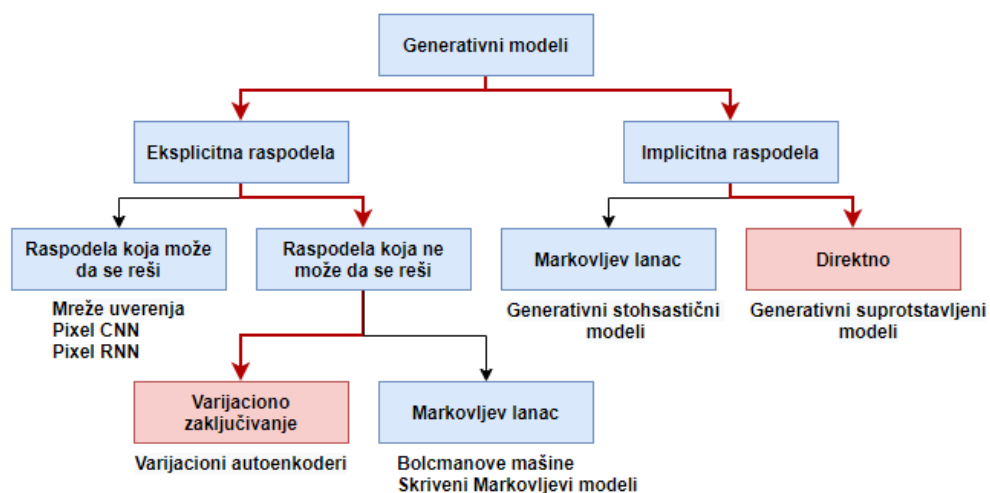 Generativni modeli
Eksplicitna raspodela
Implicitna raspodela
Raspodela koja može
da se reši
Raspodela koja ne
može da se reši
Markovljev lanac
Direktno
Mreže uverenja
Pixel CNN
Pixel RNN
Generativni stohsastični
modeli
Generativni suprotstavljeni
modeli
Varijaciono
zaključivanje
Markovljev lanac
Varijacioni autoenkoderi
Bolcmanove mašine
Skriveni Markovljevi modeli